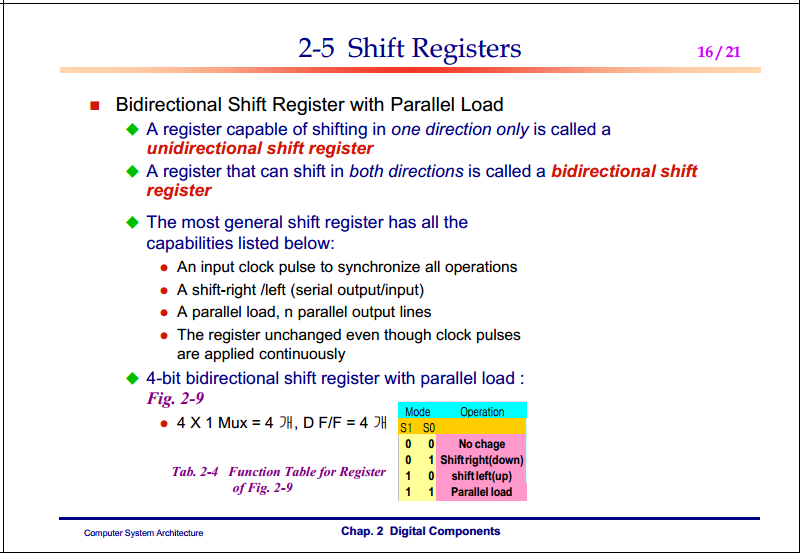 2-5 Shift Registers
16 / 21
Bidirectional Shift Register with Parallel Load
A register capable of shifting in one direction only is called a
unidirectional shift register
A register that can shift in both directions is called a bidirectional shift
register
The most general shift register has all the
capabilities listed below:
An input clock pulse to synchronize all operations
A shift-right /left (serial output/input)
A parallel load, n parallel output lines
The register unchanged even though clock pulses
are applied continuously
4-bit bidirectional shift register with parallel load :
Fig. 2-9
4 X 1 Mux = 4 개, D F/F = 4 개
Mode Operation
S1 S0
0 0 No chage
0 1 Shift right(down)
1 0 shift left(up)
1 1 Parallel load
Tab. 2-4 Function Table for Register
of Fig. 2-9
Computer System Architecture
Chap. 2 Digital Components